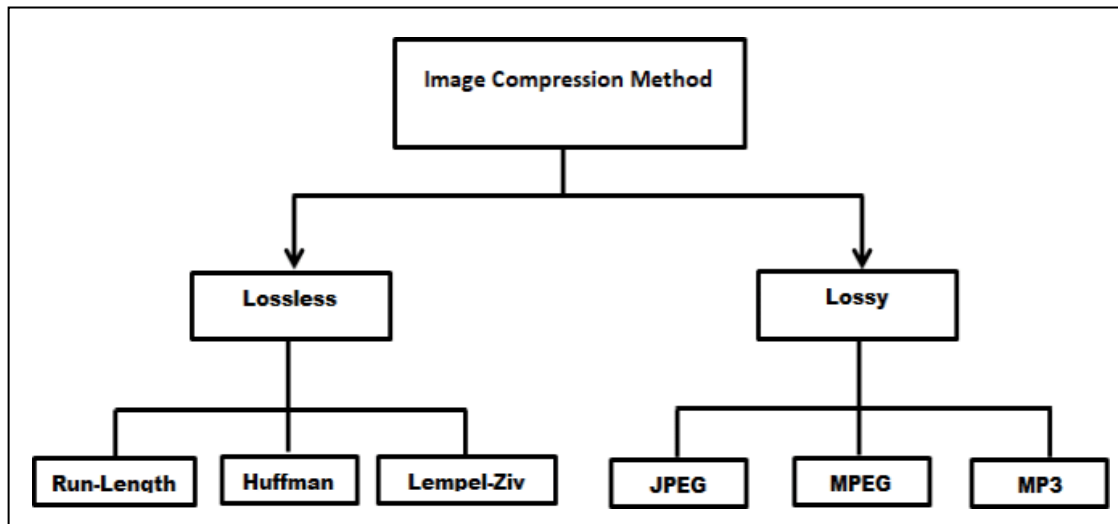 Image Compression Method
Lossless
Lossy
Run-Length
Huffman
Lempel-Ziv
JPEG
MPEG
MP3